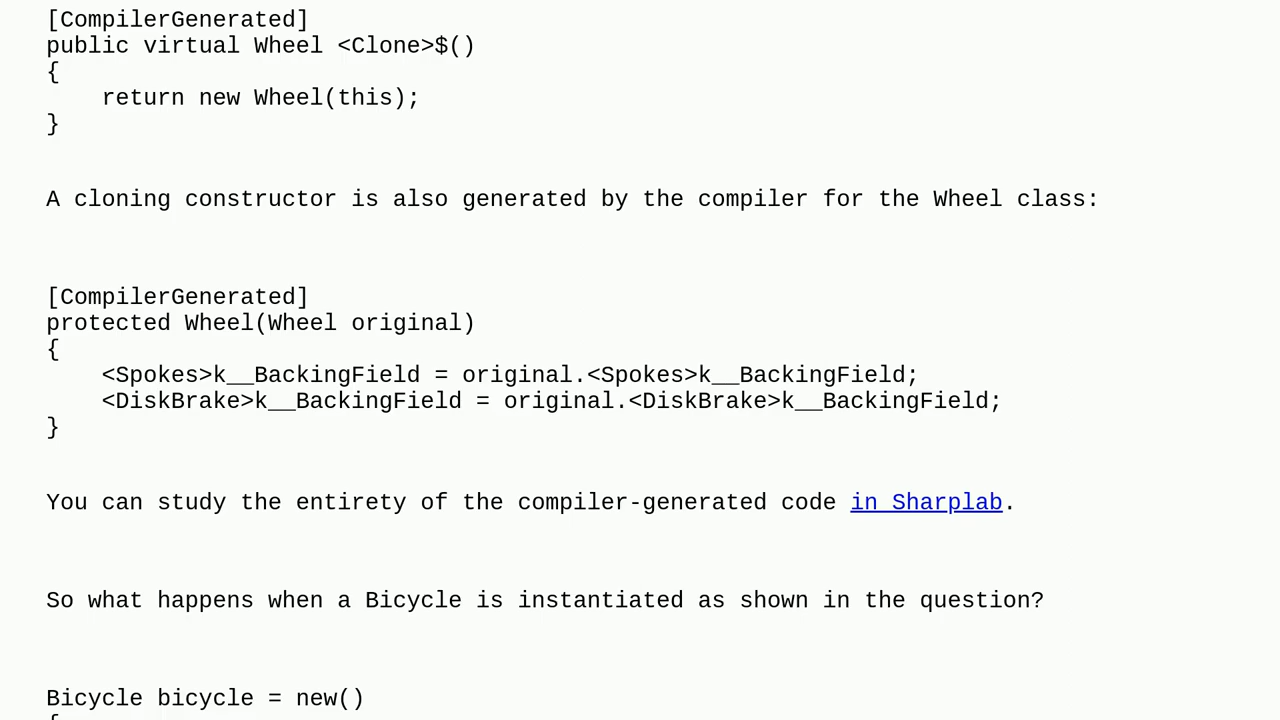 [CompilerGenerated]
public virtual Wheel <Clone>$()
{
    return new Wheel(this);
}
A cloning constructor is also generated by the compiler for the Wheel class:
[CompilerGenerated]
protected Wheel(Wheel original)
{
    <Spokes>k__BackingField = original.<Spokes>k__BackingField;
    <DiskBrake>k__BackingField = original.<DiskBrake>k__BackingField;
}
You can study the entirety of the compiler-generated code in Sharplab.
So what happens when a Bicycle is instantiated as shown in the question?
Bicycle bicycle = new()
{